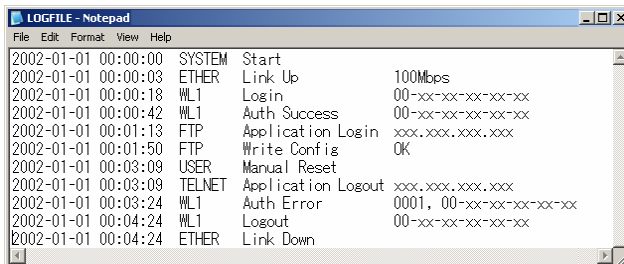 LOGFILE - Notepad
File Edit Format View Help
2002-01-01 00:00:00 SYSTEM Start
2002-01-01 00:00:03 ETHER Link Up 100Mbps
2002-01-01 00:00:18 WL1 Login 00-xx-xx-xx-xx-xx
2002-01-01 00:00:42 WL1 Auth Success 00-xx-xx-xx-xx-xx
2002-01-01 00:01:13 FTP Application Login xxx.xxx.xxx.xxx
2002-01-01 00:01:50 FTP Write Config OK
2002-01-01 00:03:09 USER Manual Reset
2002-01-01 00:03:09 TELNET Application Logout xxx.xxx.xxx.xxx
2002-01-01 00:03:24 WL1 Auth Error 0001, 00-xx-xx-xx-xx-xx
2002-01-01 00:04:24 WL1 Logout 00-xx-xx-xx-xx-xx
2002-01-01 00:04:24 ETHER Link Down